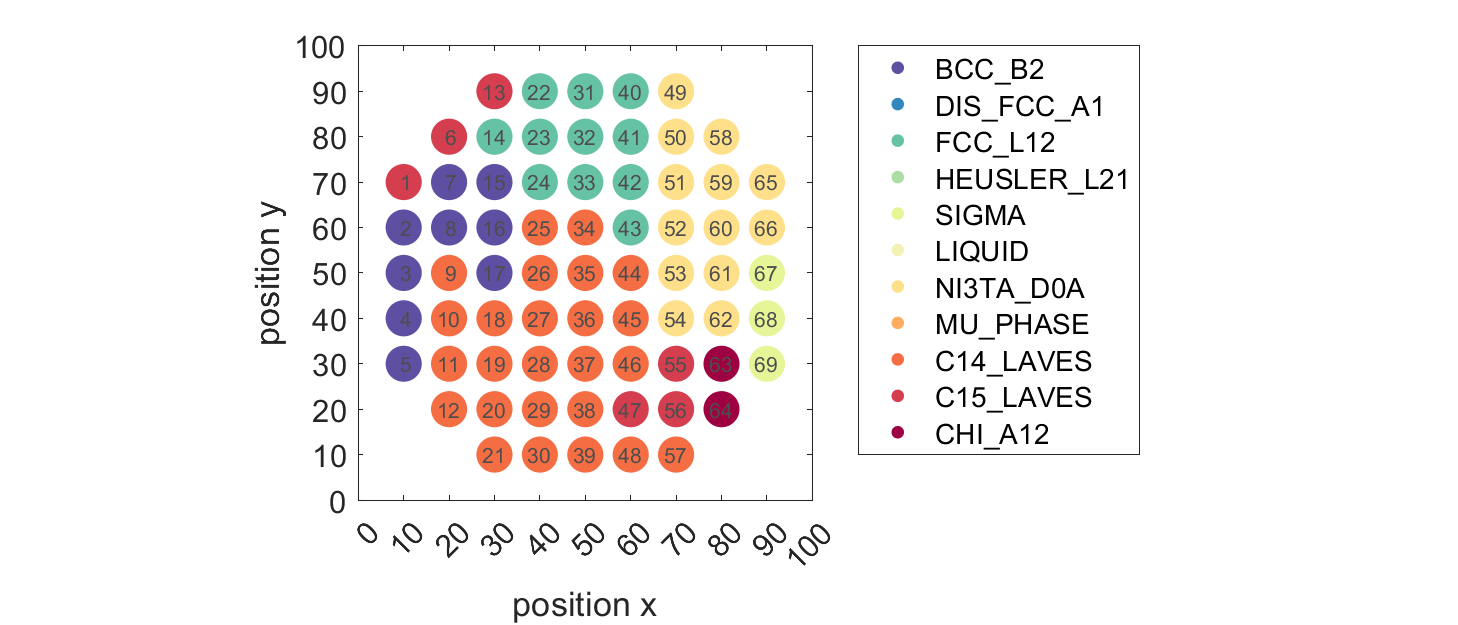 100
90
80
70
60
50
40
30
20
10
0
position y
13 22 31 40 49
6 14 23 32 41 50 58
1 7 15 24 33 42 51 59 65
2 8 16 25 34 43 52 60 66
3 9 17 26 35 44 53 61 67
4 10 18 27 36 45 54 62 68
5 11 19 28 37 46 55 63 69
12 20 29 38 47 56 64
21 30 39 48 57
0 10 20 30 40 50 60 70 80 90 100
position x
BCC_B2
DIS_FCC_A1
FCC_L12
HEUSLER_L21
SIGMA
LIQUID
NI3TA_D0A
MU_PHASE
C14_LAVES
C15_LAVES
CHI_A12